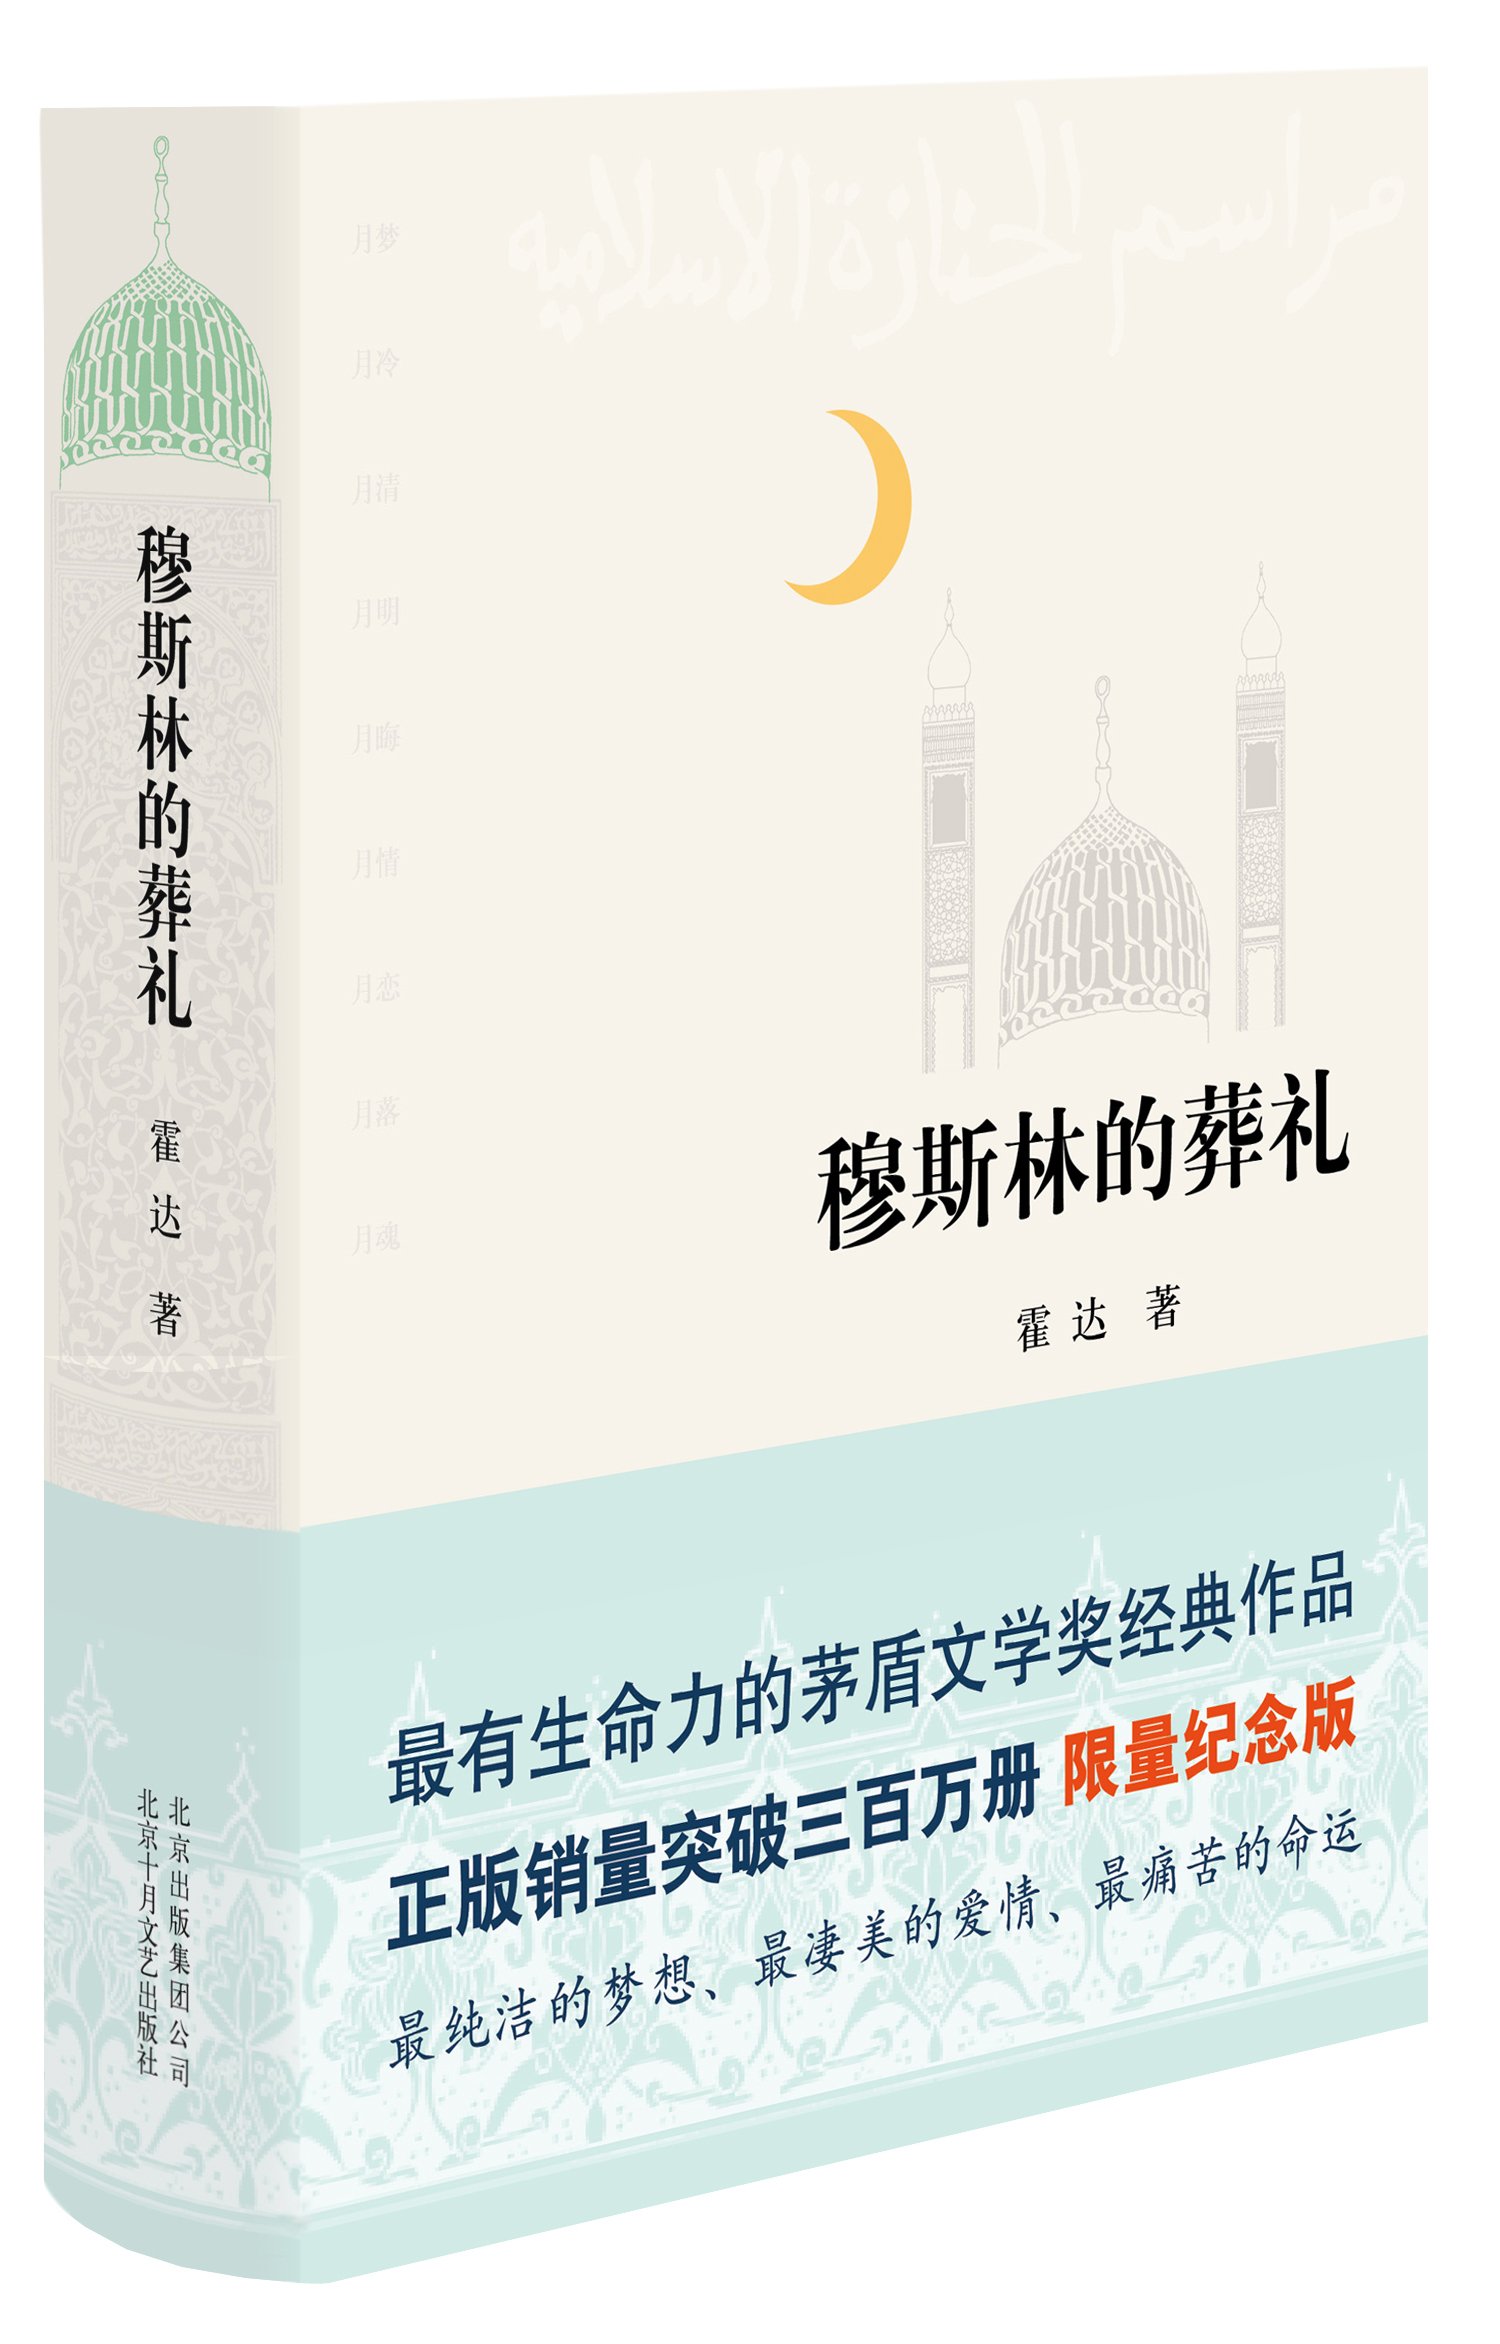 穆斯林的葬礼
霍达 著
北京出版集团公司
北京十月文艺出版社
مراسم الجنازة الاسلاميه
月梦
月冷
月清
月明
月晦
月情
月恋
月落
月魂
穆斯林的葬礼
霍达 著
最有生命力的茅盾文学奖经典作品
正版销量突破三百万册 限量纪念版
最纯洁的梦想、最凄美的爱情、最痛苦的命运